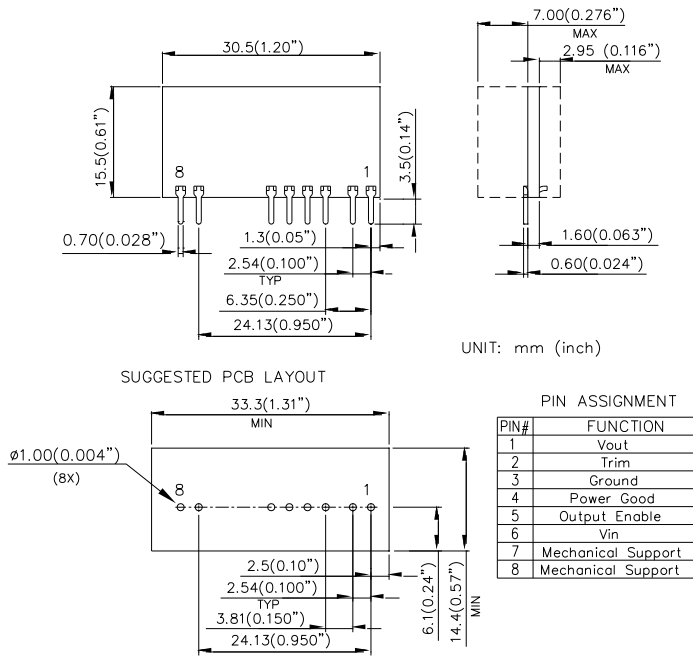 7.00(0.276”)
MAX
30.5(1.20”)
2.95 (0.116”)
MAX
15.5(0.61”)
3.5(0.14”)
8
1
0.70(0.028”)
1.3(0.05”)
1.60(0.063”)
2.54(0.100”)
TYP
0.60(0.024”)
6.35(0.250”)
24.13(0.950”)
UNIT: mm (inch)
SUGGESTED PCB LAYOUT
33.3(1.31”)
MIN
ø1.00(0.004”)
(8X)
8
1
2.5(0.10”)
2.54(0.100”)
TYP
3.81(0.150”)
24.13(0.950”)
6.1(0.24”)
14.4(0.57”)
MIN
PIN ASSIGNMENT
PIN# FUNCTION
1 Vout
2 Trim
3 Ground
4 Power Good
5 Output Enable
6 Vin
7 Mechanical Support
8 Mechanical Support